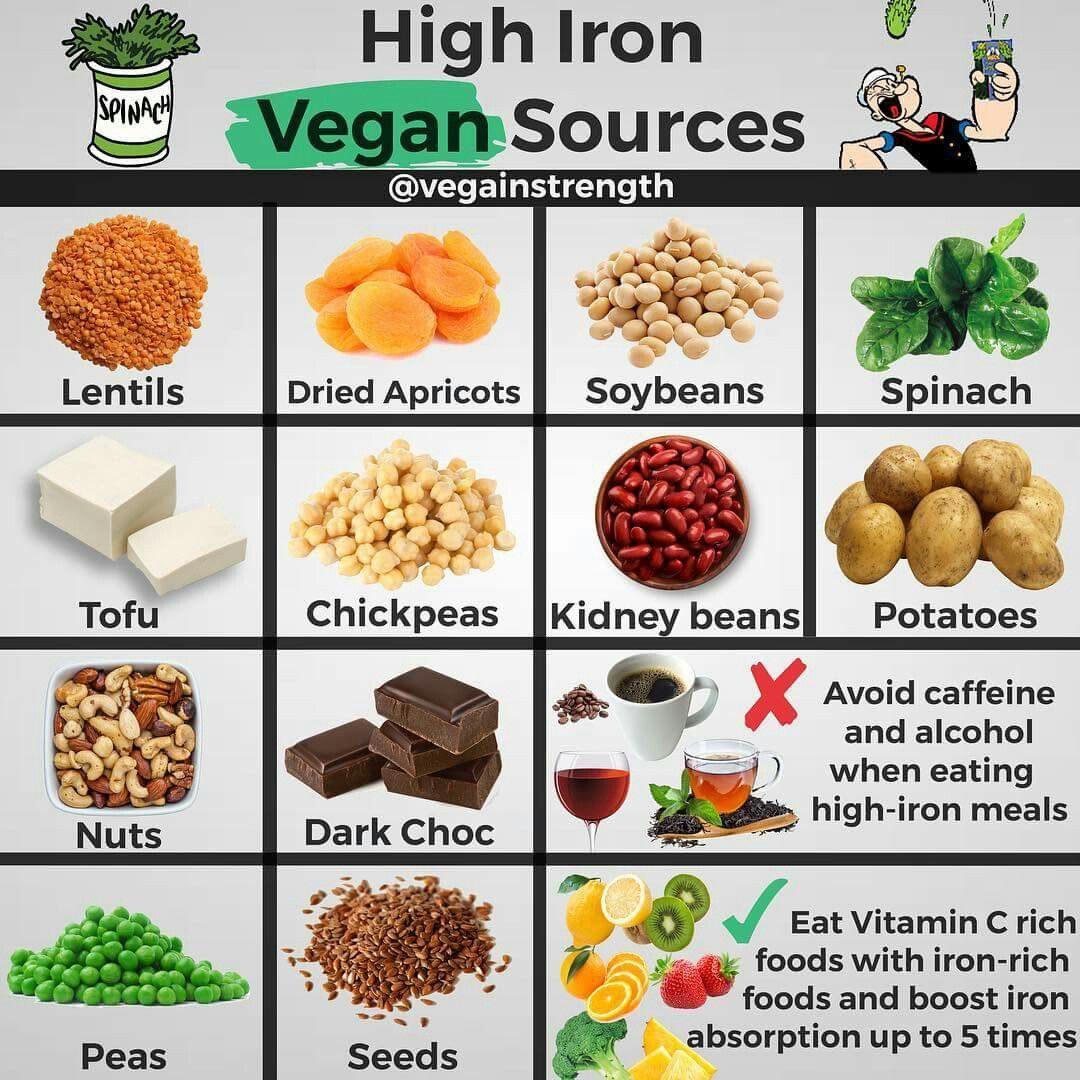 SPINACH
High Iron
Vegan Sources
@vegainstrength
Lentils
Dried Apricots
Soybeans
Spinach
Tofu
Chickpeas
Kidney beans
Potatoes
Nuts
Dark Choc
Avoid caffeine
and alcohol
when eating
high-iron meals
Peas
Seeds
Eat Vitamin C rich
foods with iron-rich
foods and boost iron
absorption up to 5 times